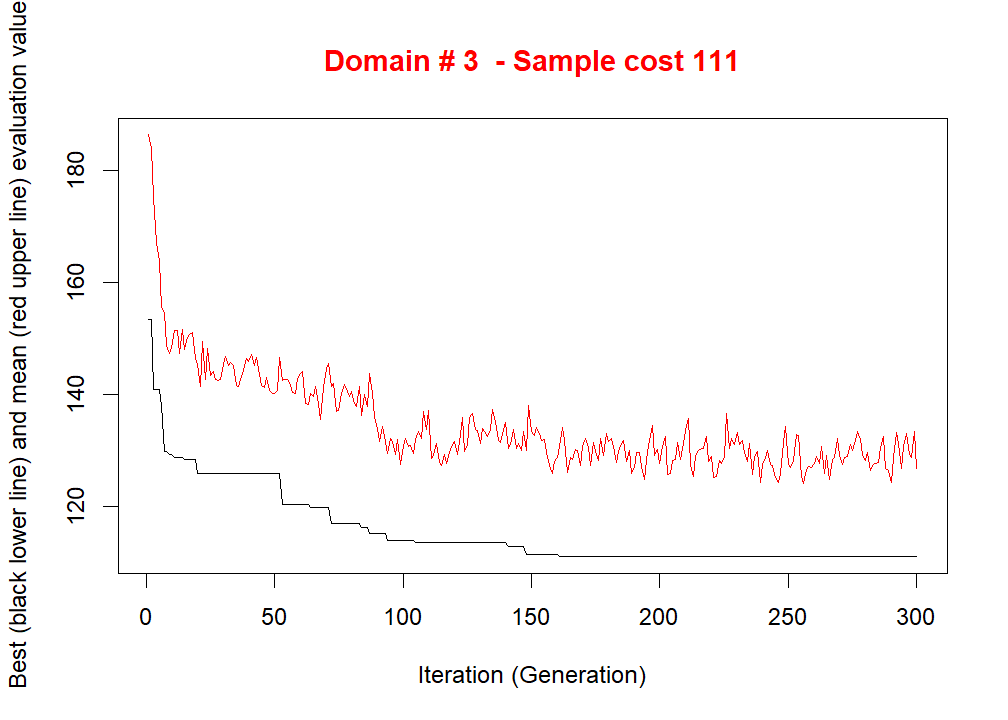 Domain # 3  - Sample cost 111
Best (black lower line) and mean (red upper line) evaluation value
180
160
140
120
0 50 100 150 200 250 300
Iteration (Generation)